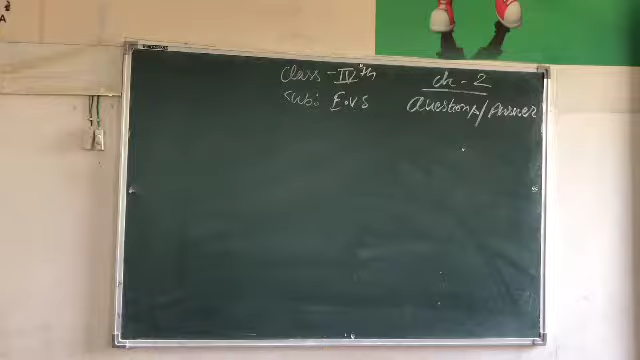 Class - IVth
Sub: E.V.S
ch - 2
Questions/Answer